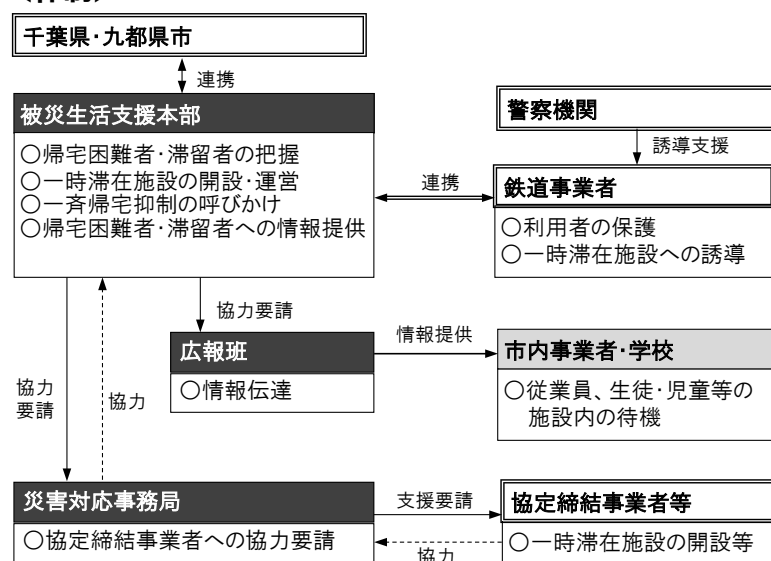 千葉県・九都県市
連携
被災生活支援本部
○帰宅困難者・滞留者の把握
○一時滞在施設の開設・運営
○一斉帰宅抑制の呼びかけ
○帰宅困難者・滞留者への情報提供
警察機関
誘導支援
連携
鉄道事業者
○利用者の保護
○一時滞在施設への誘導
協力要請
広報班
○情報伝達
情報提供
市内事業者・学校
○従業員、生徒・児童等の
施設内の待機
協力
要請
協力
災害対応事務局
○協定締結事業者への協力要請
支援要請
協力
協定締結事業者等
○一時滞在施設の開設等